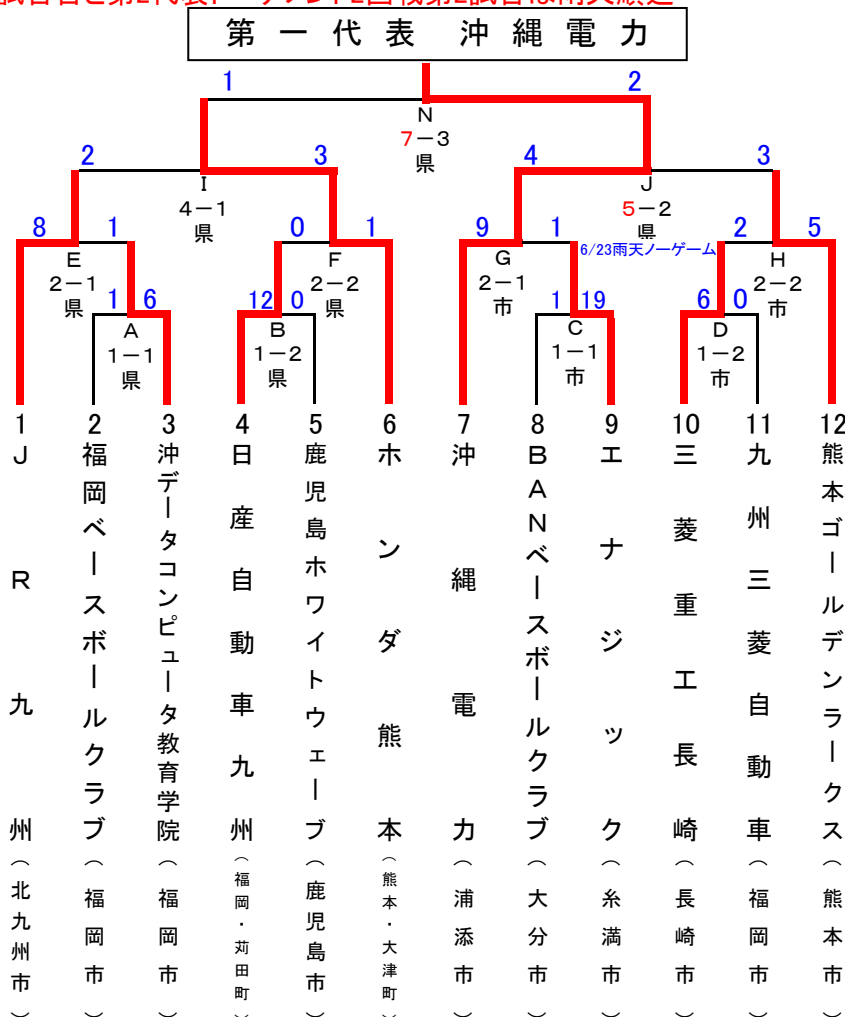 第一代表 沖縄電力
1 2
N
7-3
県
2 3 4 3
I
4-1
県
J
5-2
県
8 1 0 1 9 1 2 5
6/23雨天ノーゲーム
E
2-1
県
F
2-2
県
G
2-1
市
H
2-2
市
1 6 12 0 1 19 6 0
A
1-1
県
B
1-2
県
C
1-1
市
D
1-2
市
1 JR九州(北九州市)
2 福岡ベースボールクラブ(福岡市)
3 沖データコンピュータ教育学院(福岡市)
4 日産自動車九州(福岡・苅田町)
5 鹿児島ホワイトウェーブ(鹿児島市)
6 ホンダ熊本(熊本・大津町)
7 沖縄電力(浦添市)
8 BANベースボールクラブ(大分市)
9 エナジック(糸満市)
10 三菱重工長崎(長崎市)
11 九州三菱自動車(福岡市)
12 熊本ゴールデンラークス(熊本市)